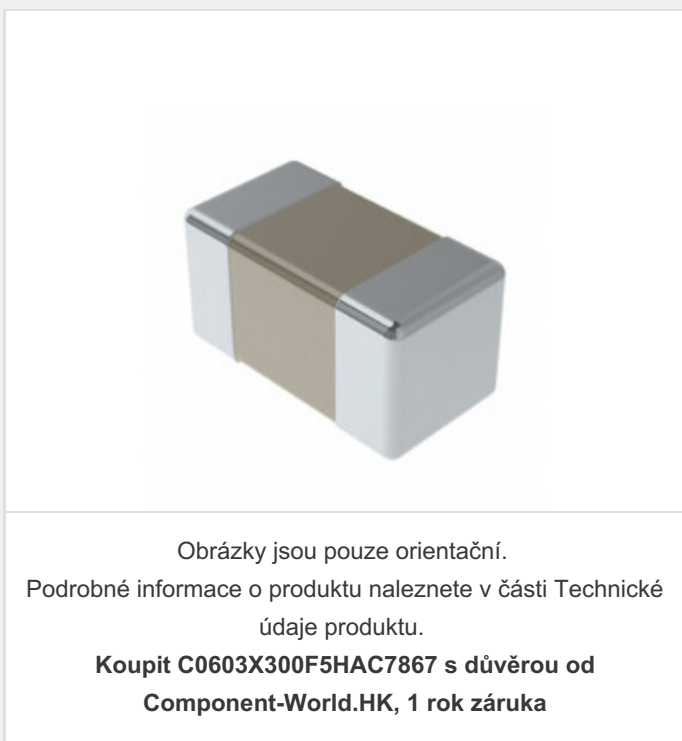 Obrázky jsou pouze orientační.
Podrobné informace o produktu naleznete v části Technické
údaje produktu.
Koupit C0603X300F5HAC7867 s důvěrou od
Component-World.HK, 1 rok záruka